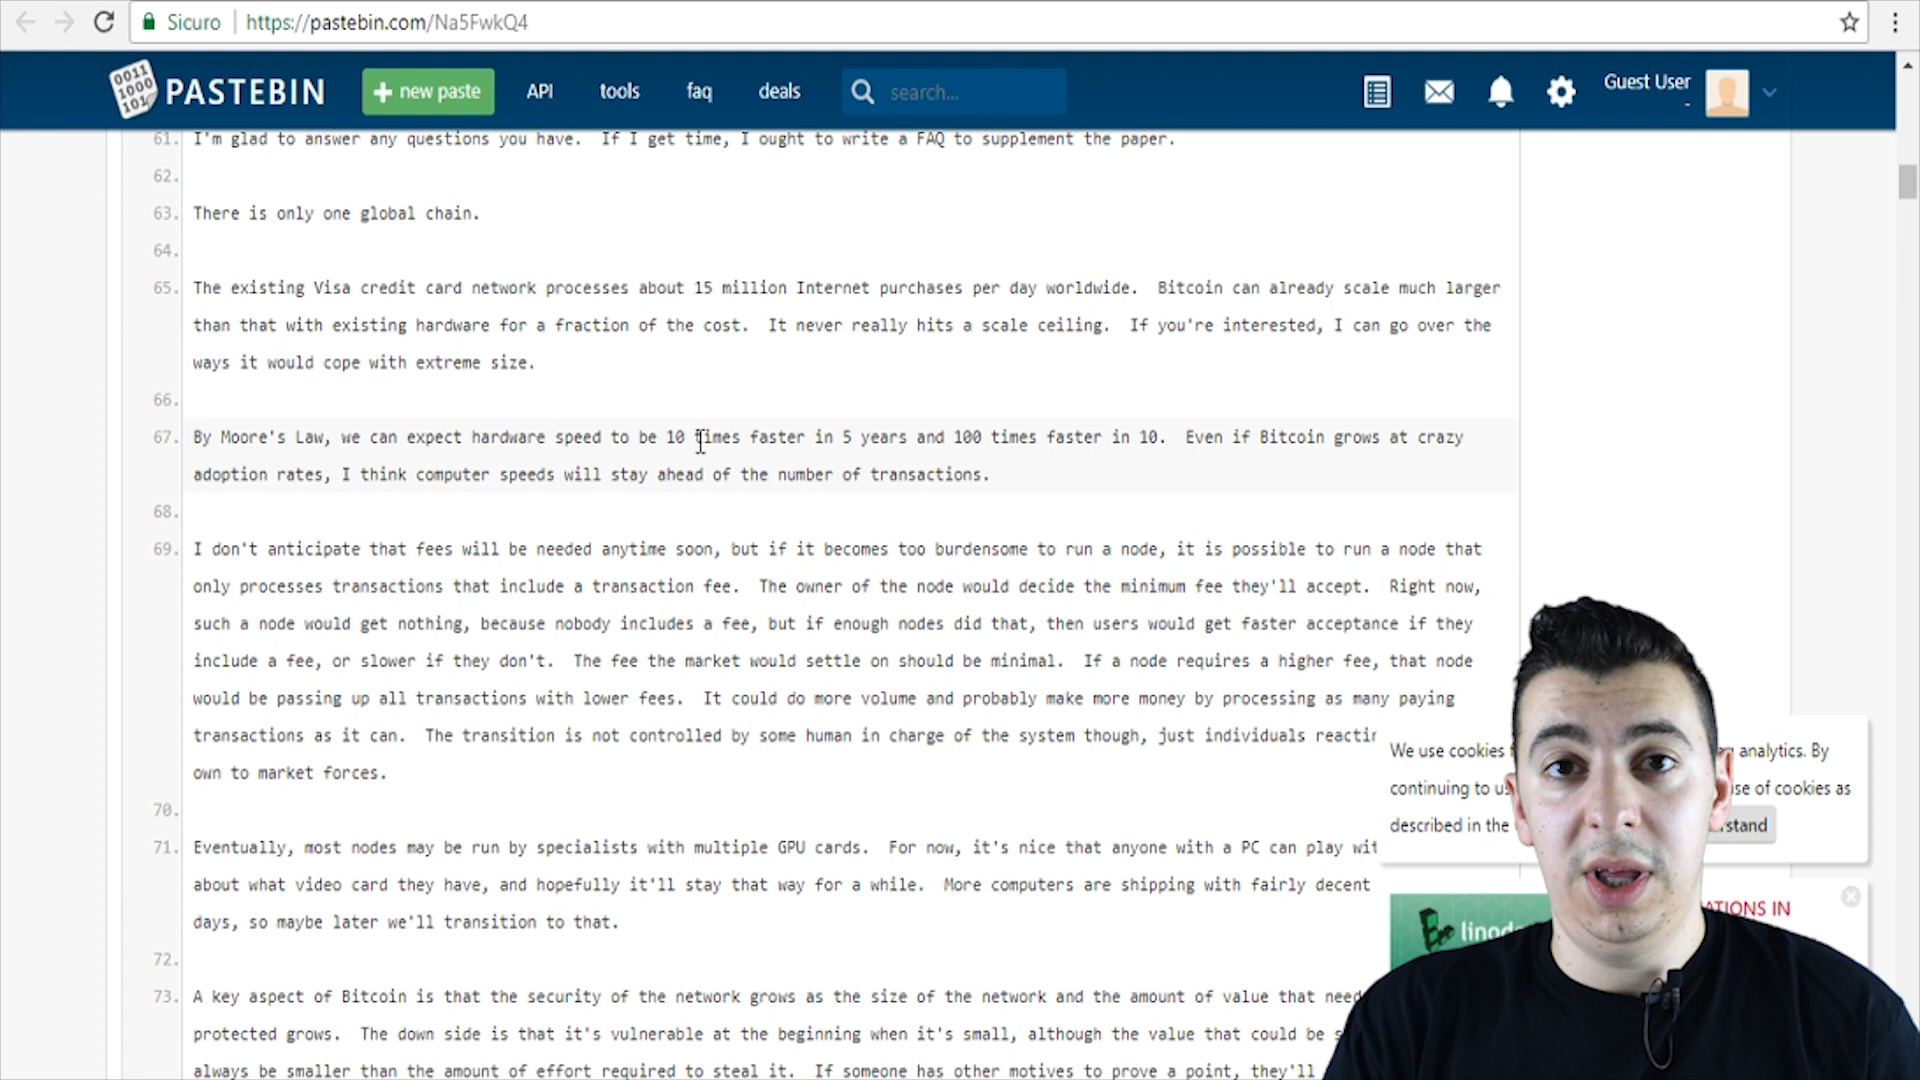 Sicuro https://pastebin.com/Na5FwkQ4
0011 1000 101 PASTEBIN + new paste API tools faq deals search... Guest User
-
61. I'm glad to answer any questions you have. If I get time, I ought to write a FAQ to supplement the paper.
62.
63. There is only one global chain.
64.
65. The existing Visa credit card network processes about 15 million Internet purchases per day worldwide. Bitcoin can already scale much larger
than that with existing hardware for a fraction of the cost. It never really hits a scale ceiling. If you're interested, I can go over the
ways it would cope with extreme size.
66.
67. By Moore's Law, we can expect hardware speed to be 10 times faster in 5 years and 100 times faster in 10. Even if Bitcoin grows at crazy
adoption rates, I think computer speeds will stay ahead of the number of transactions.
68.
69. I don't anticipate that fees will be needed anytime soon, but if it becomes too burdensome to run a node, it is possible to run a node that
only processes transactions that include a transaction fee. The owner of the node would decide the minimum fee they'll accept. Right now,
such a node would get nothing, because nobody includes a fee, but if enough nodes did that, then users would get faster acceptance if they
include a fee, or slower if they don't. The fee the market would settle on should be minimal. If a node requires a higher fee, that node
would be passing up all transactions with lower fees. It could do more volume and probably make more money by processing as many paying
transactions as it can. The transition is not controlled by some human in charge of the system though, just individuals
own to market forces.
70.
71. Eventually, most nodes may be run by specialists with multiple GPU cards. For now, it's nice that anyone with a PC can play
about what video card they have, and hopefully it'll stay that way for a while. More computers are shipping with fairly decent
days, so maybe later we'll transition to that.
72.
73. A key aspect of Bitcoin is that the security of the network grows as the size of the network and the amount of value that
protected grows. The down side is that it's vulnerable at the beginning when it's small, although the value that could be
always be smaller than the amount of effort required to steal it. If someone has other motives to prove a point, they'll
We use cookies analytics. By
continuing to use of cookies as
described in the
linode
IN